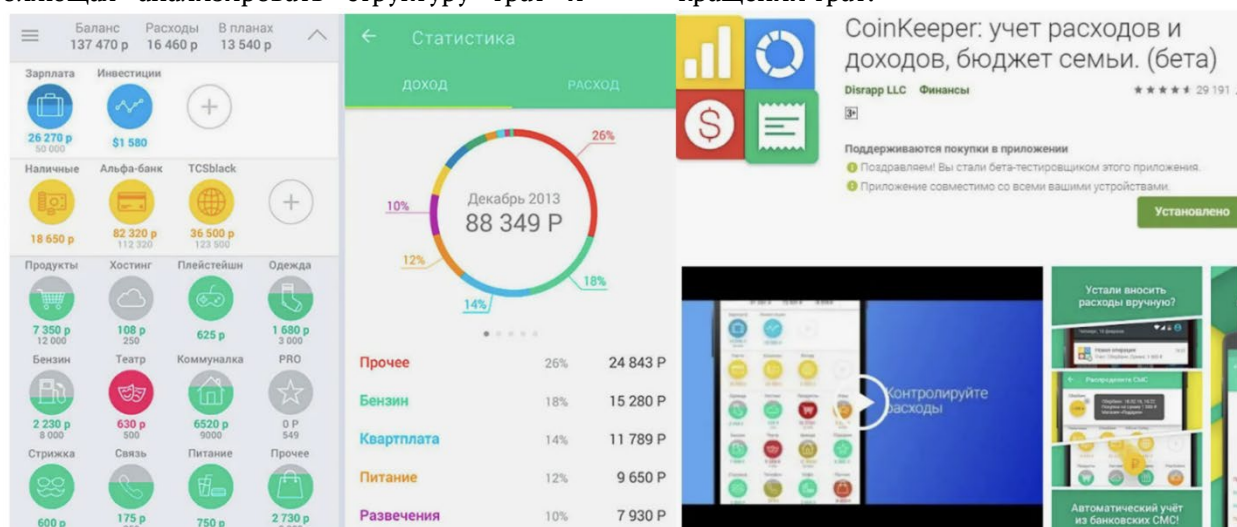 анализировать структуру трат и
кращении трат.
Баланс Расходы В планах
137 470 р 16 460 р 13 540 р
Зарплата Инвестиции
26 270 р $1 580
50 000
Наличные Альфа-банк TCSblack
18 650 р 82 320 р 36 500 р
112 320 123 500
Продукты Хостинг Плейстейшн Одежда
7 350 р 108 р 625 р 1 680 р
12 000 250 3 000
Бензин Театр Коммуналка PRO
2 230 р 630 р 6520 р 0 Р
8 000 500 9000 549
Стрижка Связь Питание Прочее
600 р 175 р 750 р 2 730 р
Статистика
ДОХОД РАСХОД
26%
10%
Декабрь 2013
88 349 Р
12%
18%
14%
Прочее 26% 24 843 Р
Бензин 18% 15 280 Р
Квартплата 14% 11 789 Р
Питание 12% 9 650 Р
Развечения 10% 7 930 Р
CoinKeeper: учет расходов и
доходов, бюджет семьи. (бета)
Disrapp LLC Финансы 29 191
3+
Поддерживаются покупки в приложении
Поздравляем! Вы стали бета-тестировщиком этого приложения.
Приложение совместимо со всеми вашими устройствами.
Установлено
Контролируйте
расходы
Устали вносить
расходы вручную?
Новая операция
Распределите СМС
Автоматический учёт
из банковских СМС!